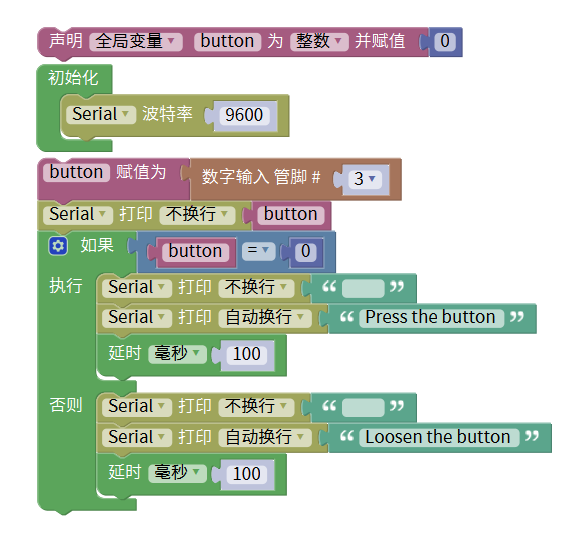 声明 全局变量 button 为 整数 并赋值 0
初始化
Serial 波特率 9600
button 赋值为 数字输入 管脚 # 3
Serial 打印 不换行 button
如果 button = 0
执行 Serial 打印 不换行 “ ”
Serial 打印 自动换行 “ Press the button ”
延时 毫秒 100
否则 Serial 打印 不换行 “ ”
Serial 打印 自动换行 “ Loosen the button ”
延时 毫秒 100